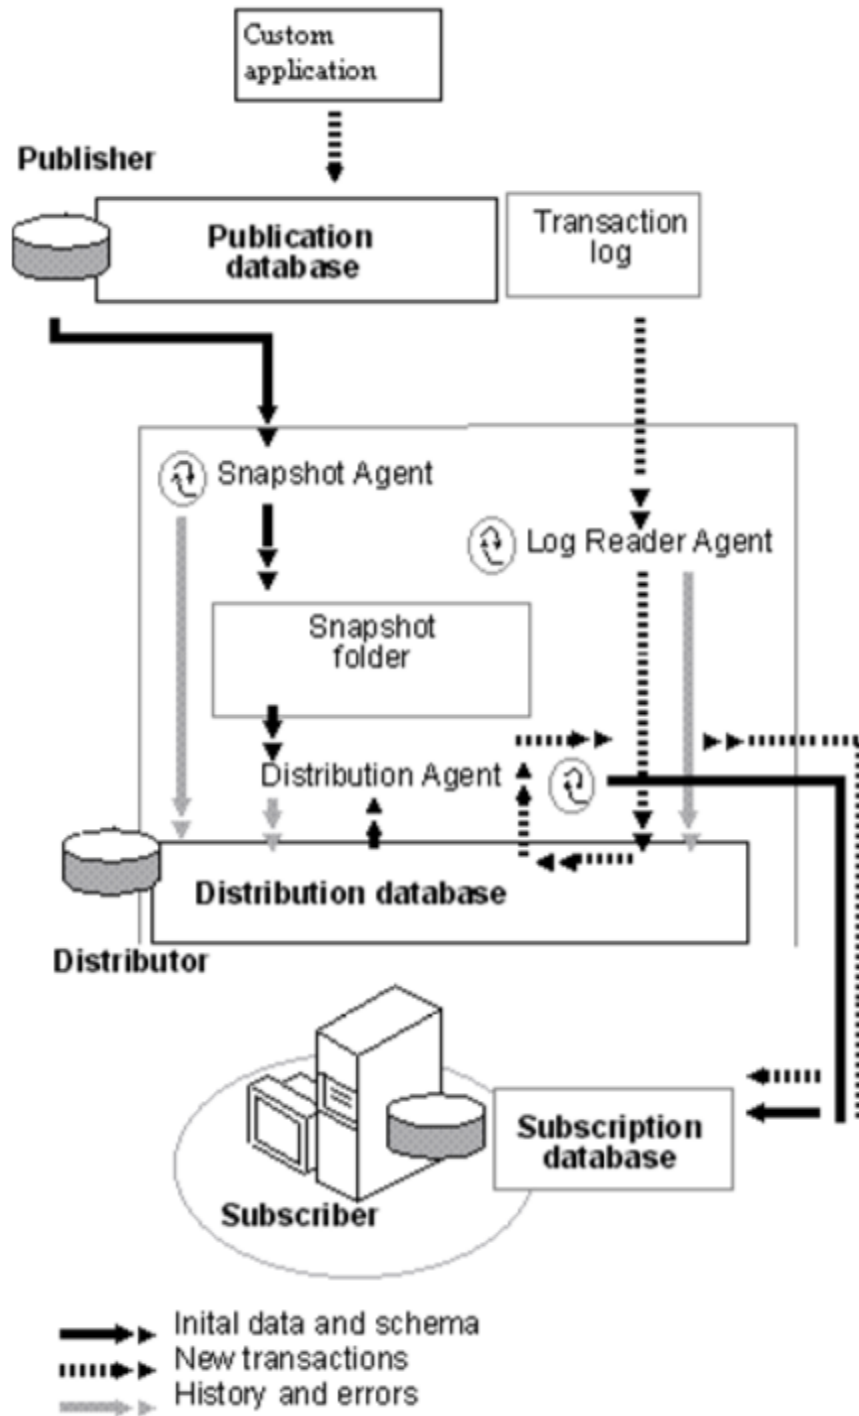 Custom
application
Publisher
Publication
database
Transaction
log
Snapshot Agent
Log Reader Agent
Snapshot
folder
Distribution Agent
Distribution database
Distributor
Subscription
database
Subscriber
Inital data and schema
New transactions
History and errors